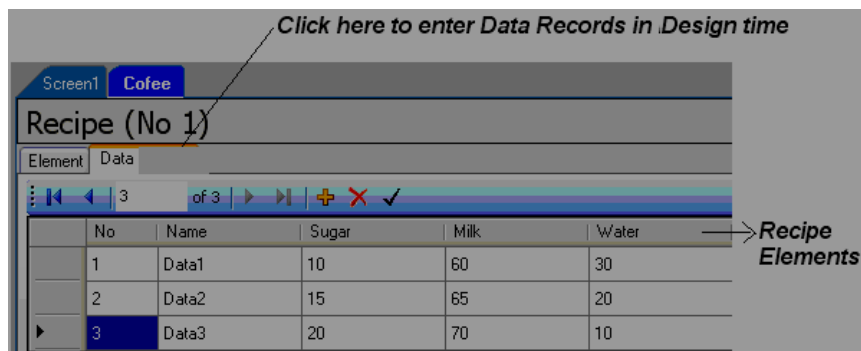 Click here to enter Data Records in Design time
Screen1 Cofee
Recipe (No 1)
Element Data
3 of 3
No Name Sugar Milk Water
Recipe Elements
1 Data1 10 60 30
2 Data2 15 65 20
3 Data3 20 70 10